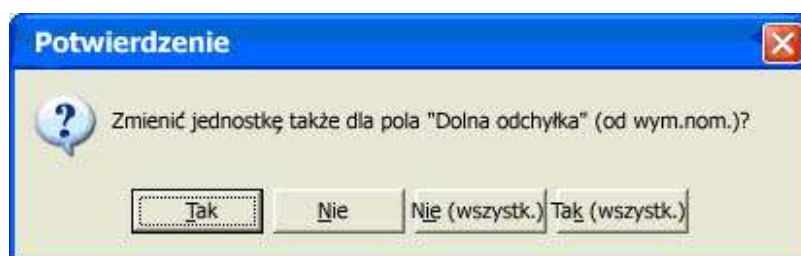 Potwierdzenie
Zmienić jednostkę także dla pola "Dolna odchyłka" (od wym.nom.)?
Tak Nie Nie (wszystk.) Tak (wszystk.)